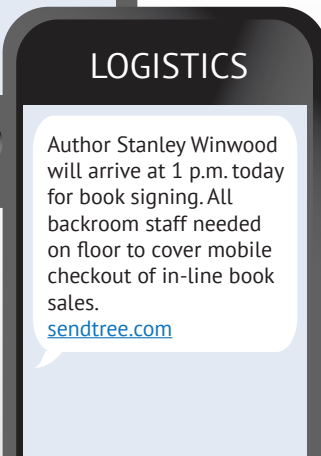 LOGISTICS
Author Stanley Winwood
will arrive at 1 p.m. today
for book signing. All
backroom staff needed
on floor to cover mobile
checkout of in-line book
sales.
sendtree.com